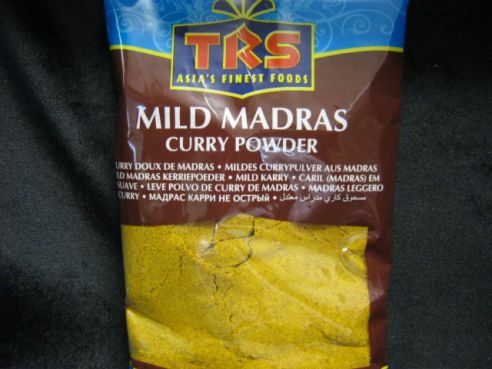 TRS
ASIA'S FINEST FOODS
MILD MADRAS
CURRY POWDER
URRY DOUX DE MADRAS • MILDES CURRYPULVER AUS MADRAS
LD MADRAS KERRIEPOEDER • MILD KARRY • CARIL (MADRAS) EM
UAVE • LEVE POLVO DE CURRY DE MADRAS • MADRAS LEGGERO
CURRY • МАДРАС КАРРИ НЕ ОСТРЫЙ • مسحوق كاري مدراس معتدل